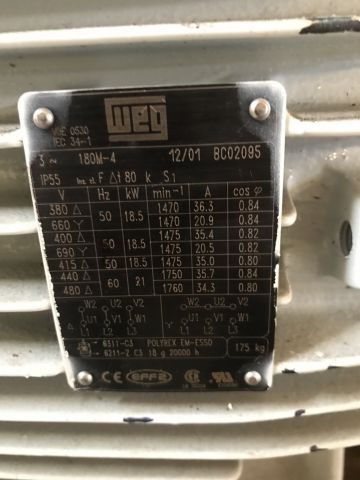 WEG
VDE 0530
IEC 34-1
3 ~ 180M-4 12/01 BC02095
IP55 Ins. cl. F Δt 80 k S1
V Hz kW min-1 A cos φ
380 Δ 50 18.5 1470 36.3 0.84
660 Y 1470 20.9 0.84
400 Δ 50 18.5 1475 35.4 0.82
690 Y 1475 20.5 0.82
415 Δ 50 18.5 1475 35.4 0.80
440 Δ 60 21 1750 35.7 0.84
480 Δ 1760 34.3 0.80
W2 U2 V2 W2 U2 V2
Δ U1 V1 W1 Y U1 V1 W1
L1 L2 L3 L1 L2 L3
6311-C3 POLYREX EM-ESSO
6211-Z C3 18 g 20000 h 175 kg
CE EFF2